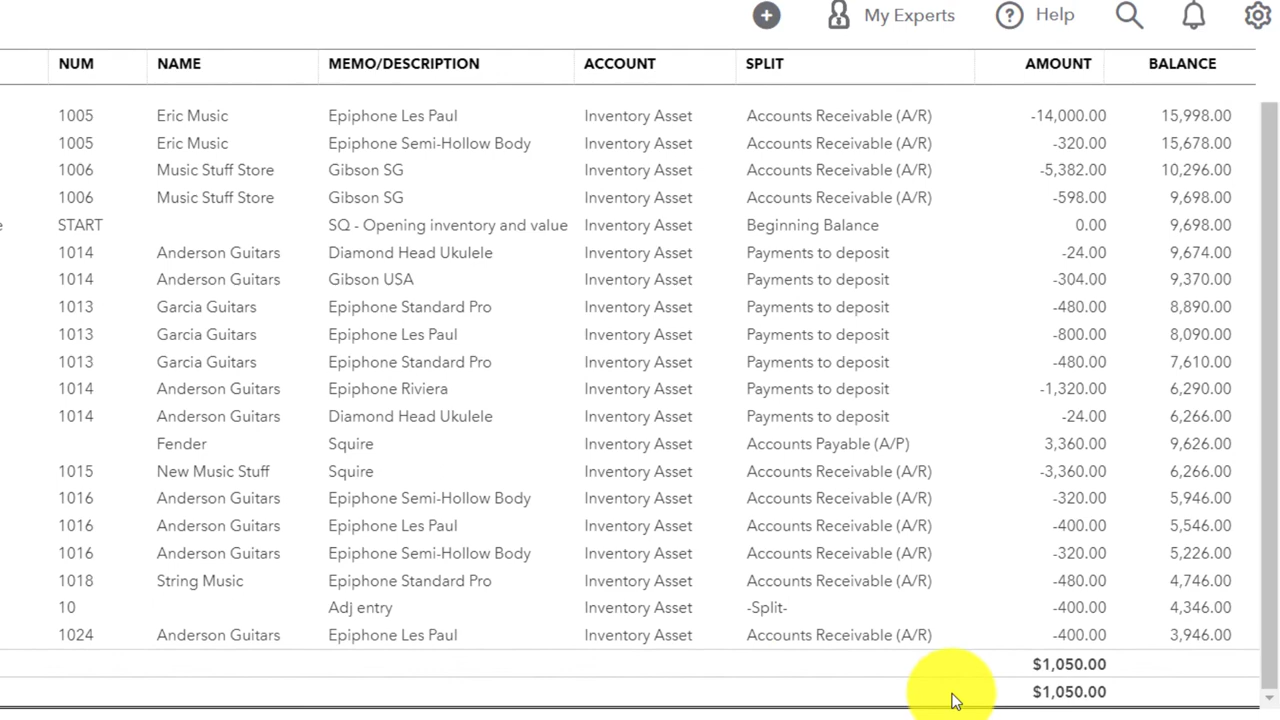 My Experts Help
NUM NAME MEMO/DESCRIPTION ACCOUNT SPLIT AMOUNT BALANCE
1005 Eric Music Epiphone Les Paul Inventory Asset Accounts Receivable (A/R) -14,000.00 15,998.00
1005 Eric Music Epiphone Semi-Hollow Body Inventory Asset Accounts Receivable (A/R) -320.00 15,678.00
1006 Music Stuff Store Gibson SG Inventory Asset Accounts Receivable (A/R) -5,382.00 10,296.00
1006 Music Stuff Store Gibson SG Inventory Asset Accounts Receivable (A/R) -598.00 9,698.00
e START SQ - Opening inventory and value Inventory Asset Beginning Balance 0.00 9,698.00
1014 Anderson Guitars Diamond Head Ukulele Inventory Asset Payments to deposit -24.00 9,674.00
1014 Anderson Guitars Gibson USA Inventory Asset Payments to deposit -304.00 9,370.00
1013 Garcia Guitars Epiphone Standard Pro Inventory Asset Payments to deposit -480.00 8,890.00
1013 Garcia Guitars Epiphone Les Paul Inventory Asset Payments to deposit -800.00 8,090.00
1013 Garcia Guitars Epiphone Standard Pro Inventory Asset Payments to deposit -480.00 7,610.00
1014 Anderson Guitars Epiphone Riviera Inventory Asset Payments to deposit -1,320.00 6,290.00
1014 Anderson Guitars Diamond Head Ukulele Inventory Asset Payments to deposit -24.00 6,266.00
Fender Squire Inventory Asset Accounts Payable (A/P) 3,360.00 9,626.00
1015 New Music Stuff Squire Inventory Asset Accounts Receivable (A/R) -3,360.00 6,266.00
1016 Anderson Guitars Epiphone Semi-Hollow Body Inventory Asset Accounts Receivable (A/R) -320.00 5,946.00
1016 Anderson Guitars Epiphone Les Paul Inventory Asset Accounts Receivable (A/R) -400.00 5,546.00
1016 Anderson Guitars Epiphone Semi-Hollow Body Inventory Asset Accounts Receivable (A/R) -320.00 5,226.00
1018 String Music Epiphone Standard Pro Inventory Asset Accounts Receivable (A/R) -480.00 4,746.00
10 Adj entry Inventory Asset -Split- -400.00 4,346.00
1024 Anderson Guitars Epiphone Les Paul Inventory Asset Accounts Receivable (A/R) -400.00 3,946.00
$1,050.00
$1,050.00